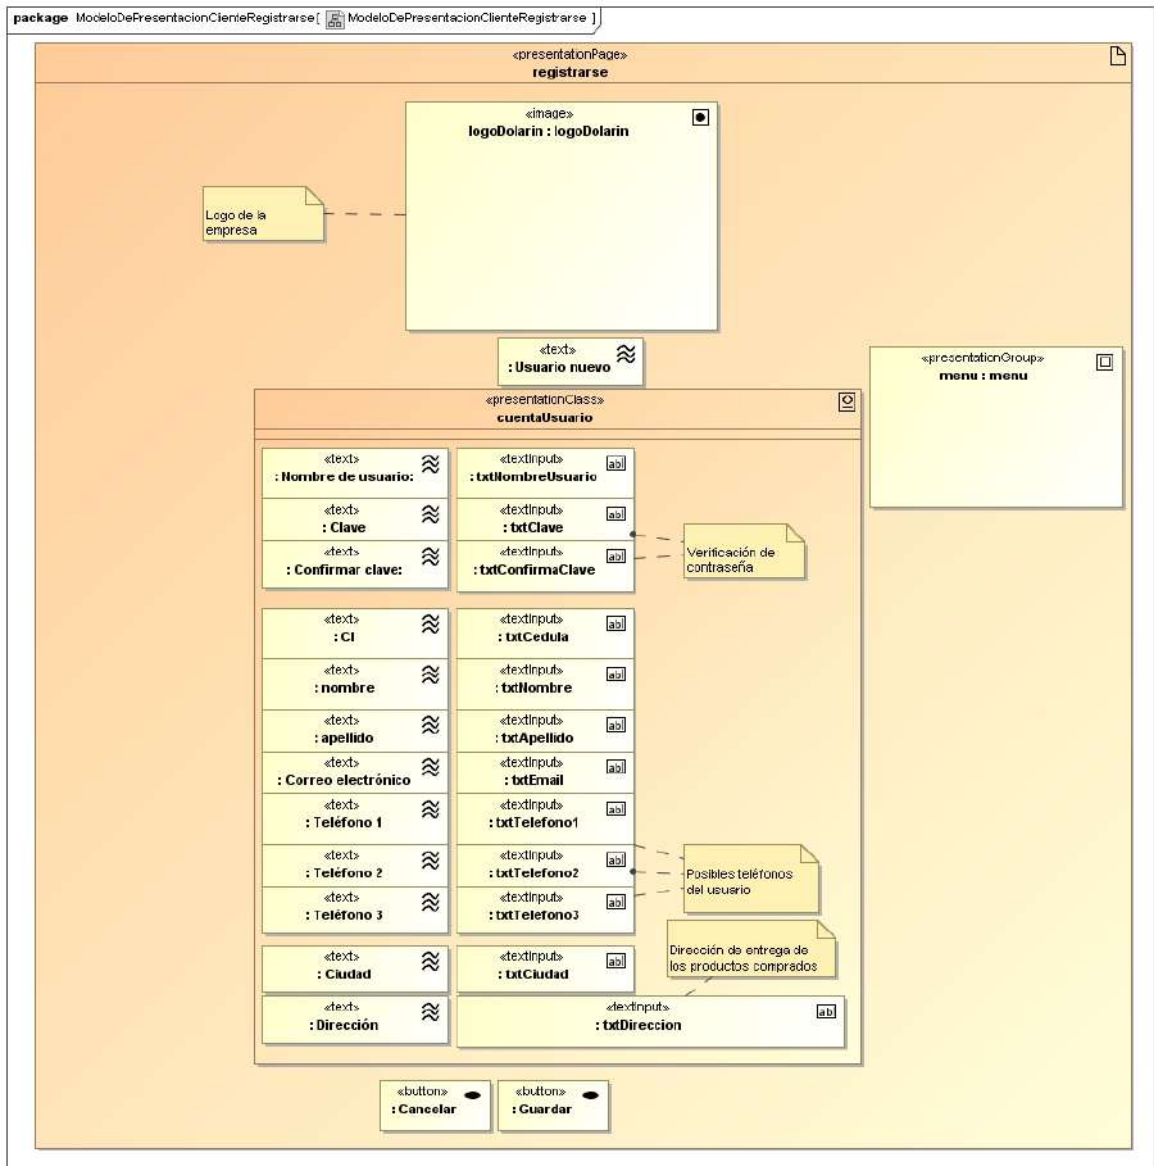 package ModeloDePresentacionClienteRegistrarse[ ModeloDePresentacionClienteRegistrarse ]
«presentationPage»
registrarse
«image»
logoDolarin : logoDolarin
Logo de la
empresa
«text»
: Usuario nuevo
«presentationGroup»
menu : menu
«presentationClass»
cuentaUsuario
«text»
: Nombre de usuario:
«textInput»
: txtNombreUsuario
«text»
: Clave
«textInput»
: txtClave
«text»
: Confirmar clave:
«textInput»
: txtConfirmaClave
Verificación de
contraseña
«text»
: CI
«textInput»
: txtCedula
«text»
: nombre
«textInput»
: txtNombre
«text»
: apellido
«textInput»
: txtApellido
«text»
: Correo electrónico
«textInput»
: txtEmail
«text»
: Teléfono 1
«textInput»
: txtTelefono1
«text»
: Teléfono 2
«textInput»
: txtTelefono2
Posibles teléfonos
del usuario
«text»
: Teléfono 3
«textInput»
: txtTelefono3
Dirección de entrega de
los productos comprados
«text»
: Ciudad
«textInput»
: txtCiudad
«text»
: Dirección
«textInput»
: txtDireccion
«button»
: Cancelar
«button»
: Guardar